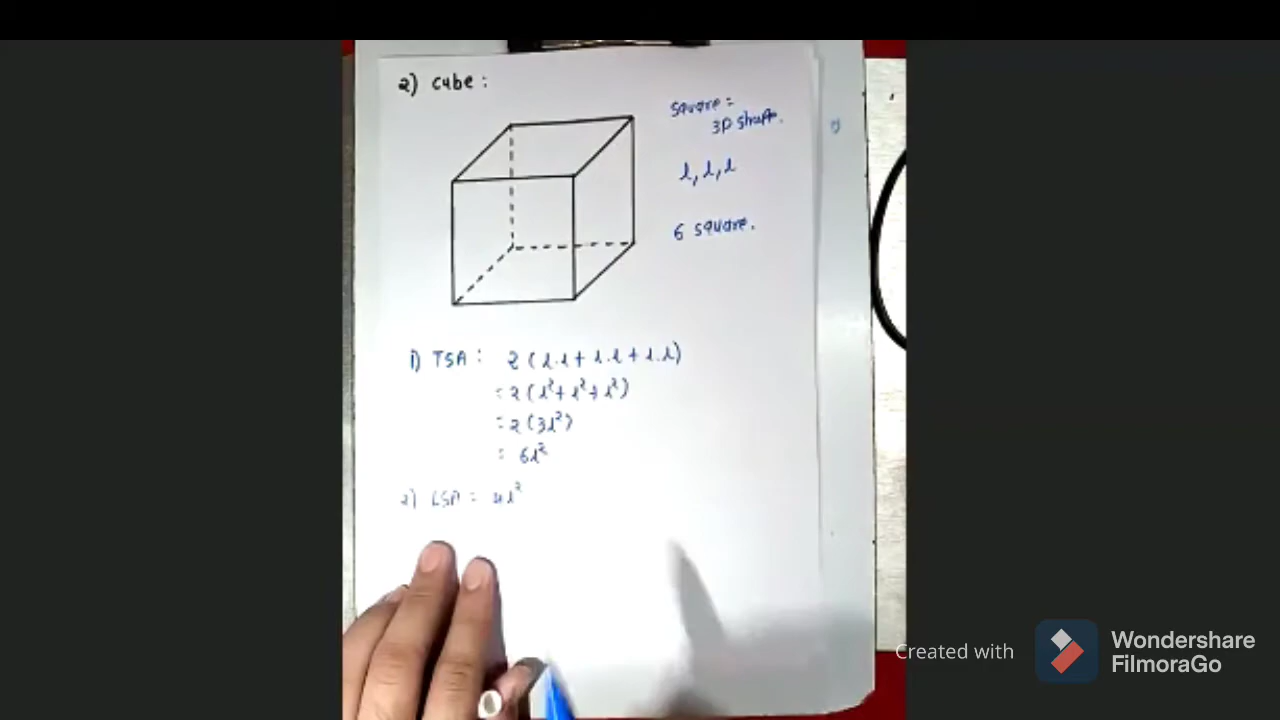 2) Cube :
Square =
3D shape.
l, l, l
6 square.
1) TSA : 2 (l.l + l.l + l.l)
= 2 (l² + l² + l²)
= 2 (3l²)
= 6l²
2) LSA = 4l²
Created with
Wondershare
FilmoraGo